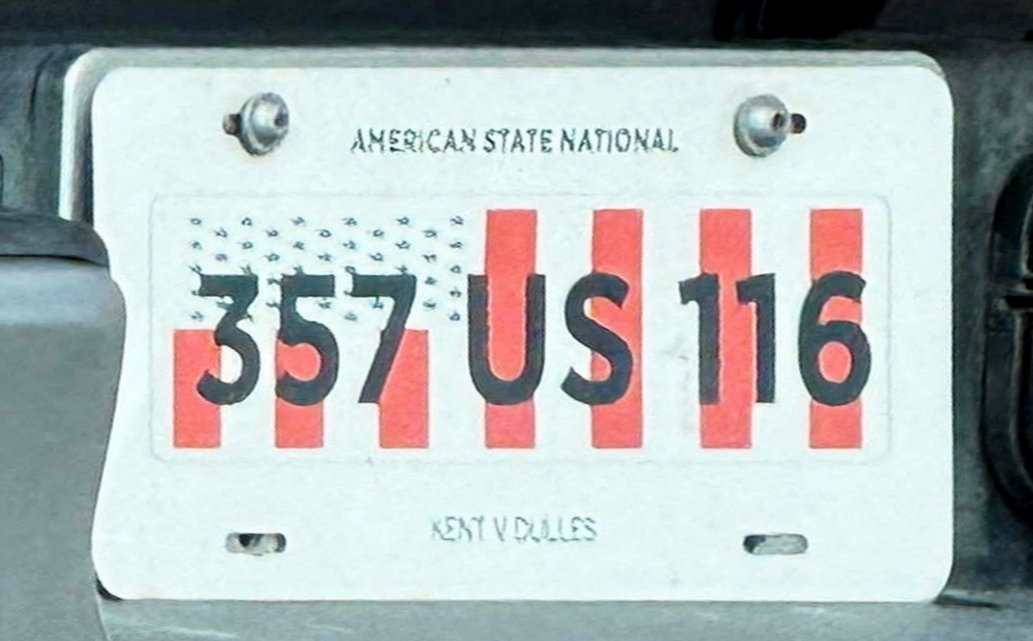 AMERICAN STATE NATIONAL
357 US 116
KENT V DULLES